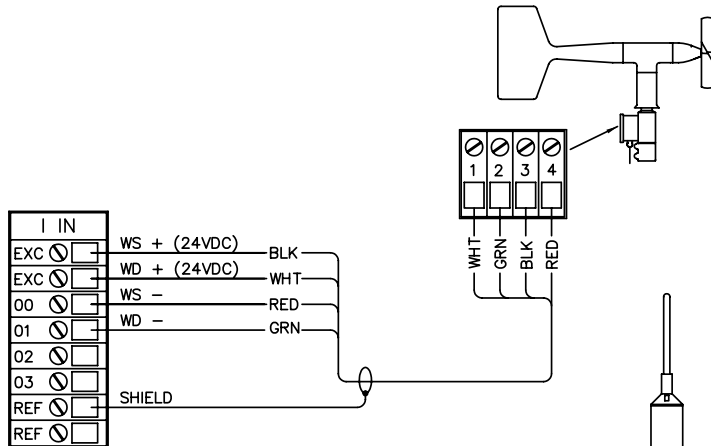 1 2 3 4
WHT GRN BLK RED
I IN
EXC WS + (24VDC) BLK
EXC WD + (24VDC) WHT
00 WS - RED
01 WD - GRN
02
03
REF SHIELD
REF